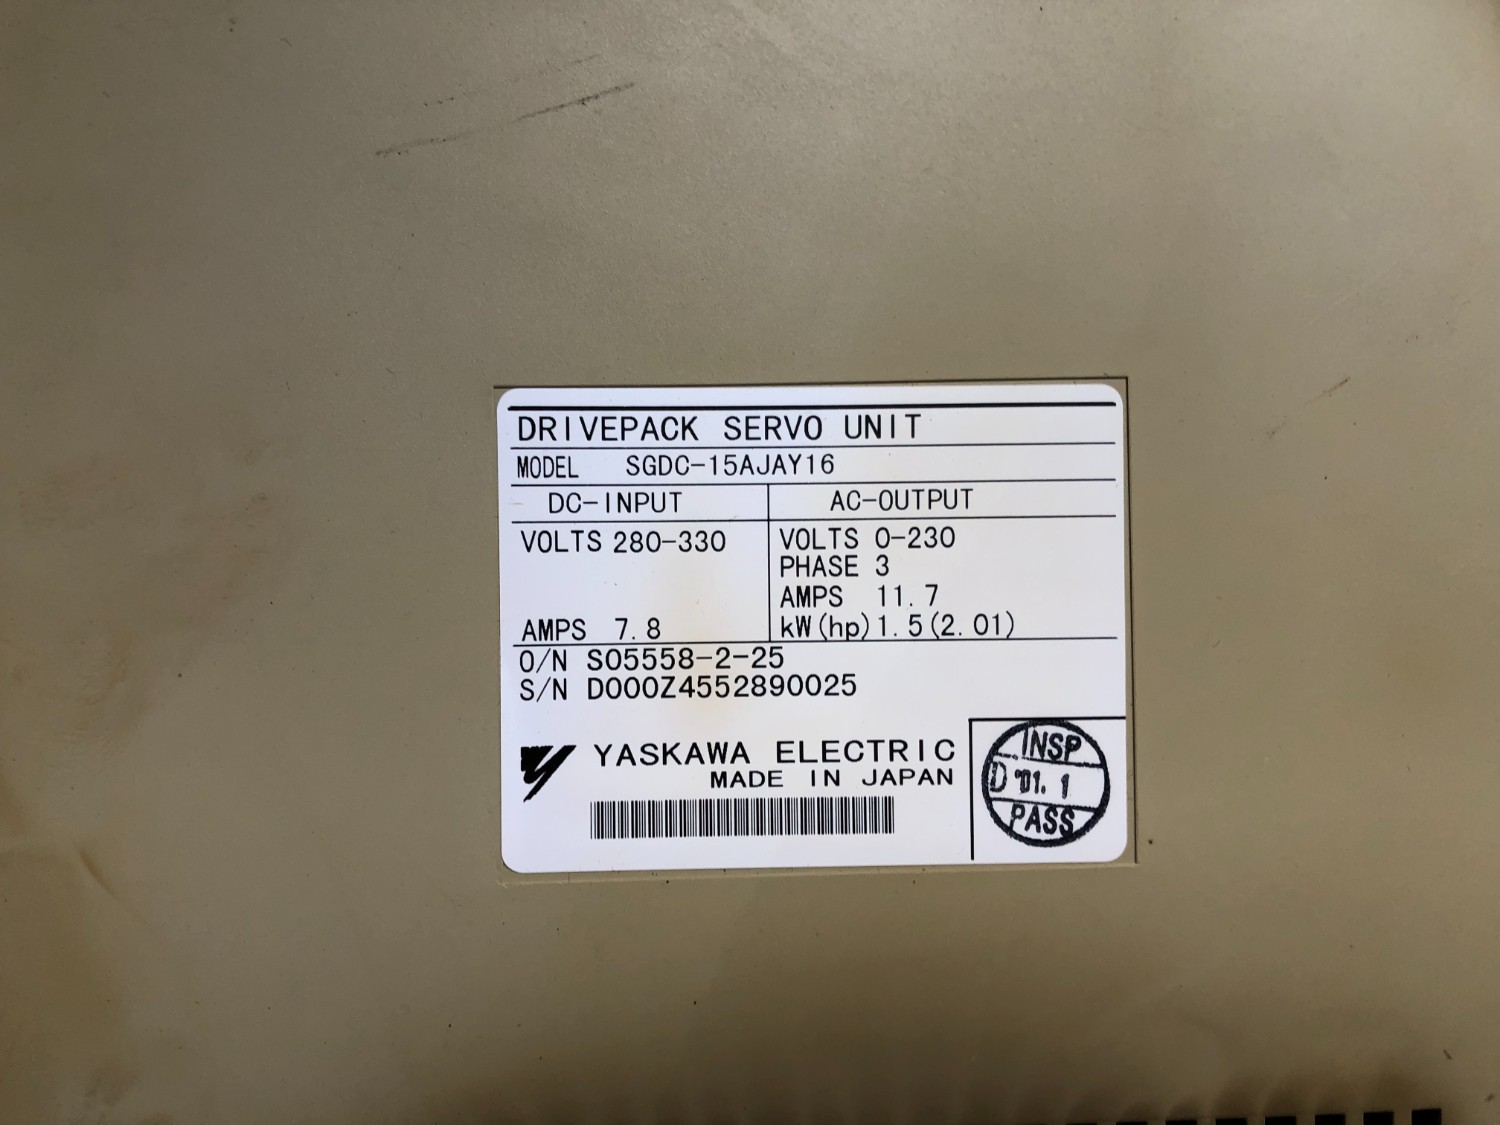 DRIVEPACK SERVO UNIT
MODEL SGDC-15AJAY16
DC-INPUT AC-OUTPUT
VOLTS 280-330 VOLTS 0-230
PHASE 3
AMPS 11.7
AMPS 7.8 kW(hp)1.5(2.01)
O/N S05558-2-25
S/N D000Z4552890025
YASKAWA ELECTRIC
MADE IN JAPAN
INSP
D '01. 1
PASS